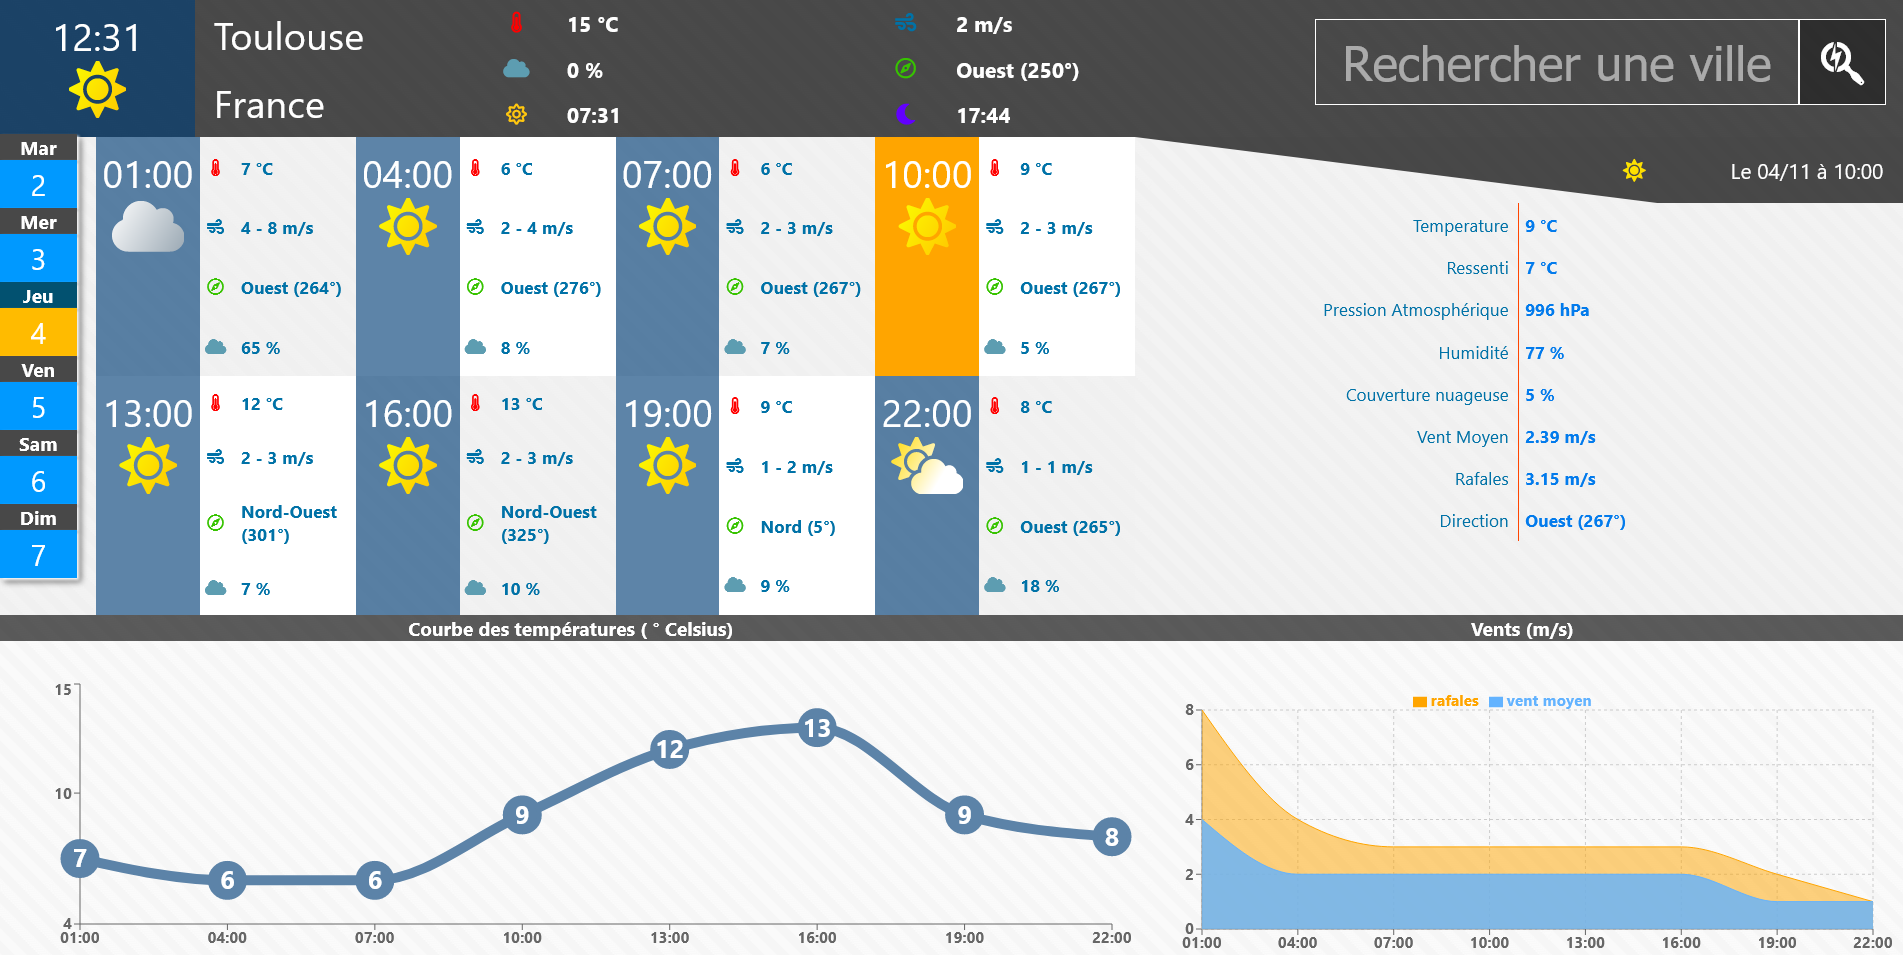 12:31
Toulouse
France
15 °C
0 %
07:31
2 m/s
Ouest (250°)
17:44
Rechercher une ville
Mar
2
Mer
3
Jeu
4
Ven
5
Sam
6
Dim
7
01:00
7 °C
4 - 8 m/s
Ouest (264°)
65 %
04:00
6 °C
2 - 4 m/s
Ouest (276°)
8 %
07:00
6 °C
2 - 3 m/s
Ouest (267°)
7 %
10:00
9 °C
2 - 3 m/s
Ouest (267°)
5 %
13:00
12 °C
2 - 3 m/s
Nord-Ouest
(301°)
7 %
16:00
13 °C
2 - 3 m/s
Nord-Ouest
(325°)
10 %
19:00
9 °C
1 - 2 m/s
Nord (5°)
9 %
22:00
8 °C
1 - 1 m/s
Ouest (265°)
18 %
Le 04/11 à 10:00
Temperature 9 °C
Ressenti 7 °C
Pression Atmosphérique 996 hPa
Humidité 77 %
Couverture nuageuse 5 %
Vent Moyen 2.39 m/s
Rafales 3.15 m/s
Direction Ouest (267°)
Courbe des températures ( ° Celsius)
15
10
4
7
6
6
9
12
13
9
8
01:00 04:00 07:00 10:00 13:00 16:00 19:00 22:00
Vents (m/s)
rafales vent moyen
8
6
4
2
0
01:00 04:00 07:00 10:00 13:00 16:00 19:00 22:00